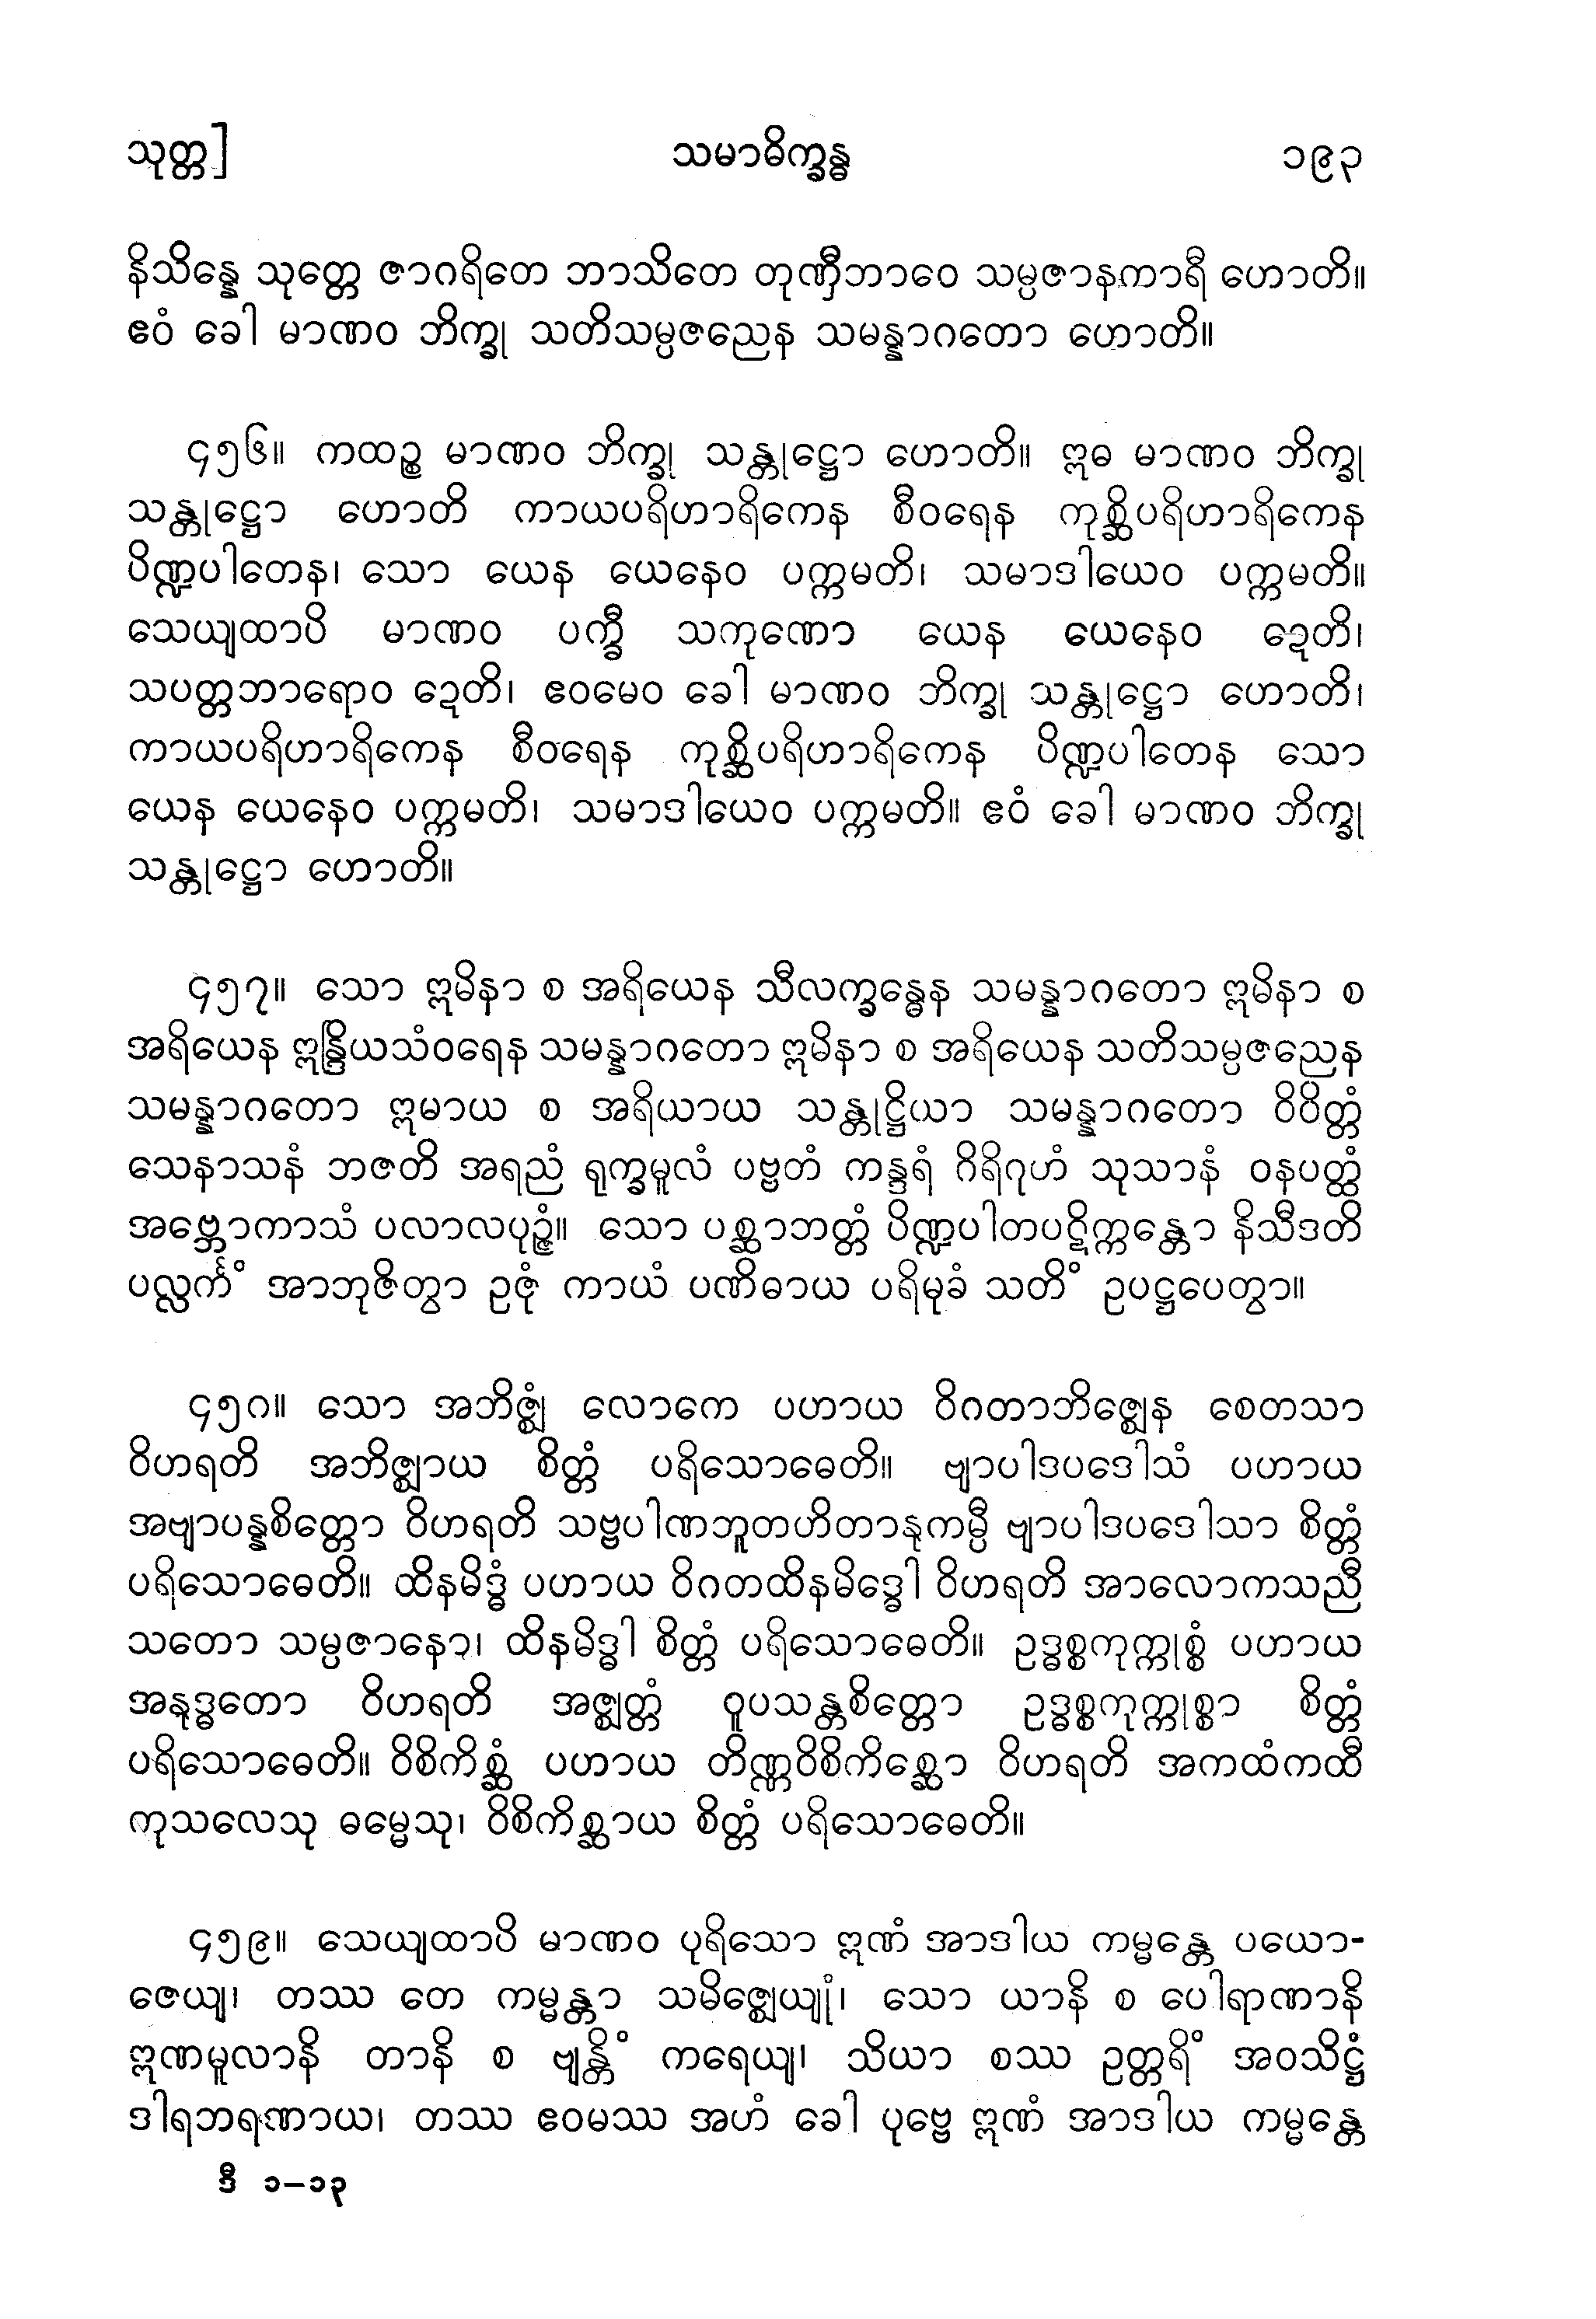 သုတ္တ]
သမာဓိက္ခန္ဓ
၁၉၃
နိသိန္နေ သုတ္တေ ဇာဂရိတေ ဘာသိတေ တုဏှီဘာဝေ သမ္ပဇာနကာရီ ဟောတိ။
ဧဝံ ခေါ မာဏဝ ဘိက္ခု သတိသမ္ပဇညေန သမန္နာဂတော ဟောတိ။
၄၅၆။ ကထဉ္စ မာဏဝ ဘိက္ခု သန္တုဋ္ဌော ဟောတိ။ ဣဓ မာဏဝ ဘိက္ခု
သန္တုဋ္ဌော ဟောတိ ကာယပရိဟာရိကေန စီဝရေန ကုစ္ဆိပရိဟာရိကေန
ပိဏ္ဍပါတေန၊ သော ယေန ယေနေဝ ပက္ကမတိ၊ သမာဒါယေဝ ပက္ကမတိ။
သေယျထာပိ မာဏဝ ပက္ခီ သကုဏော ယေန ယေနေဝ ဍေတိ၊
သပတ္တဘာရောဝ ဍေတိ၊ ဧဝမေဝ ခေါ မာဏဝ ဘိက္ခု သန္တုဋ္ဌော ဟောတိ၊
ကာယပရိဟာရိကေန စီဝရေန ကုစ္ဆိပရိဟာရိကေန ပိဏ္ဍပါတေန သော
ယေန ယေနေဝ ပက္ကမတိ၊ သမာဒါယေဝ ပက္ကမတိ။ ဧဝံ ခေါ မာဏဝ ဘိက္ခု
သန္တုဋ္ဌော ဟောတိ။
၄၅၇။ သော ဣမိနာ စ အရိယေန သီလက္ခန္ဓေန သမန္နာဂတော ဣမိနာ စ
အရိယေန ဣန္ဒြိယသံဝရေန သမန္နာဂတော ဣမိနာ စ အရိယေန သတိသမ္ပဇညေန
သမန္နာဂတော ဣမာယ စ အရိယာယ သန္တုဋ္ဌိယာ သမန္နာဂတော ဝိဝိတ္တံ
သေနာသနံ ဘဇတိ အရညံ ရုက္ခမူလံ ပဗ္ဗတံ ကန္ဒရံ ဂိရိဂုဟံ သုသာနံ ဝနပတ္ထံ
အဗ္ဘောကာသံ ပလာလပုဉ္ဇံ။ သော ပစ္ဆာဘတ္တံ ပိဏ္ဍပါတပဋိက္ကန္တော နိသီဒတိ
ပလ္လင်္ကံ အာဘုဇိတွာ ဥဇုံ ကာယံ ပဏိဓာယ ပရိမုခံ သတိံ ဥပဋ္ဌပေတွာ။
၄၅၈။ သော အဘိဇ္ဈံ လောကေ ပဟာယ ဝိဂတာဘိဇ္ဈေန စေတသာ
ဝိဟရတိ အဘိဇ္ဈာယ စိတ္တံ ပရိသောဓေတိ။ ဗျာပါဒပဒေါသံ ပဟာယ
အဗျာပန္နစိတ္တော ဝိဟရတိ သဗ္ဗပါဏဘူတဟိတာနုကမ္ပီ ဗျာပါဒပဒေါသာ စိတ္တံ
ပရိသောဓေတိ။ ထိနမိဒ္ဓံ ပဟာယ ဝိဂတထိနမိဒ္ဓေါ ဝိဟရတိ အာလောကသညီ
သတော သမ္ပဇာနော၊ ထိနမိဒ္ဓါ စိတ္တံ ပရိသောဓေတိ။ ဥဒ္ဓစ္စကုက္ကုစ္စံ ပဟာယ
အနုဒ္ဓတော ဝိဟရတိ အဇ္ဈတ္တံ ဝူပသန္တစိတ္တော ဥဒ္ဓစ္စကုက္ကုစ္စာ စိတ္တံ
ပရိသောဓေတိ။ ဝိစိကိစ္ဆံ ပဟာယ တိဏ္ဏဝိစိကိစ္ဆော ဝိဟရတိ အကထံကထီ
ကုသလေသု ဓမ္မေသု၊ ဝိစိကိစ္ဆာယ စိတ္တံ ပရိသောဓေတိ။
၄၅၉။ သေယျထာပိ မာဏဝ ပုရိသော ဣဏံ အာဒါယ ကမ္မန္တေ ပယော-
ဇေယျ၊ တဿ တေ ကမ္မန္တာ သမိဇ္ဈေယျုံ၊ သော ယာနိ စ ပေါရာဏာနိ
ဣဏမူလာနိ တာနိ စ ဗျန္တိံ ကရေယျ၊ သိယာ စဿ ဥတ္တရိံ အဝသိဋ္ဌံ
ဒါရဘရဏာယ၊ တဿ ဧဝမဿ အဟံ ခေါ ပုဗ္ဗေ ဣဏံ အာဒါယ ကမ္မန္တေ
ဒီ ၁–၁၃